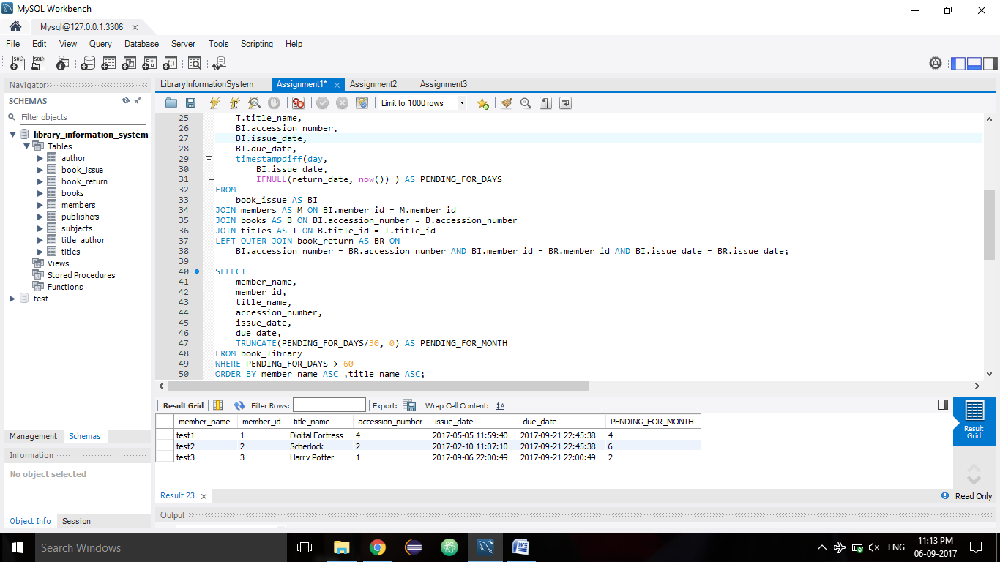 MySQL Workbench
Mysql@127.0.0.1:3306
File Edit View Query Database Server Tools Scripting Help
Navigator
SCHEMAS
Filter objects
library_information_system
Tables
author
book_issue
book_return
books
members
publishers
subjects
title_author
titles
Views
Stored Procedures
Functions
test
Management Schemas
Information
No object selected
Object Info Session
LibraryInformationSystem Assignment1* Assignment2 Assignment3
Limit to 1000 rows
25 T.title_name,
26 BI.accession_number,
27 BI.issue_date,
28 BI.due_date,
29 timestampdiff(day,
30 BI.issue_date,
31 IFNULL(return_date, now()) ) AS PENDING_FOR_DAYS
32 FROM
33 book_issue AS BI
34 JOIN members AS M ON BI.member_id = M.member_id
35 JOIN books AS B ON BI.accession_number = B.accession_number
36 JOIN titles AS T ON B.title_id = T.title_id
37 LEFT OUTER JOIN book_return AS BR ON
38 BI.accession_number = BR.accession_number AND BI.member_id = BR.member_id AND BI.issue_date = BR.issue_date;
39
40 SELECT
41 member_name,
42 member_id,
43 title_name,
44 accession_number,
45 issue_date,
46 due_date,
47 TRUNCATE(PENDING_FOR_DAYS/30, 0) AS PENDING_FOR_MONTH
48 FROM book_library
49 WHERE PENDING_FOR_DAYS > 60
50 ORDER BY member_name ASC ,title_name ASC;
Result Grid Filter Rows: Export: Wrap Cell Content:
member_name member_id title_name accession_number issue_date due_date PENDING_FOR_MONTH
test1 1 Digital Fortress 4 2017-05-05 11:59:40 2017-09-21 22:45:38 4
test2 2 Scherlock 2 2017-02-10 11:07:10 2017-09-21 22:45:38 6
test3 3 Harry Potter 1 2017-09-06 22:00:49 2017-09-21 22:00:49 2
Result
Grid
Result 23
Read Only
Output
Search Windows
ENG
11:13 PM
06-09-2017